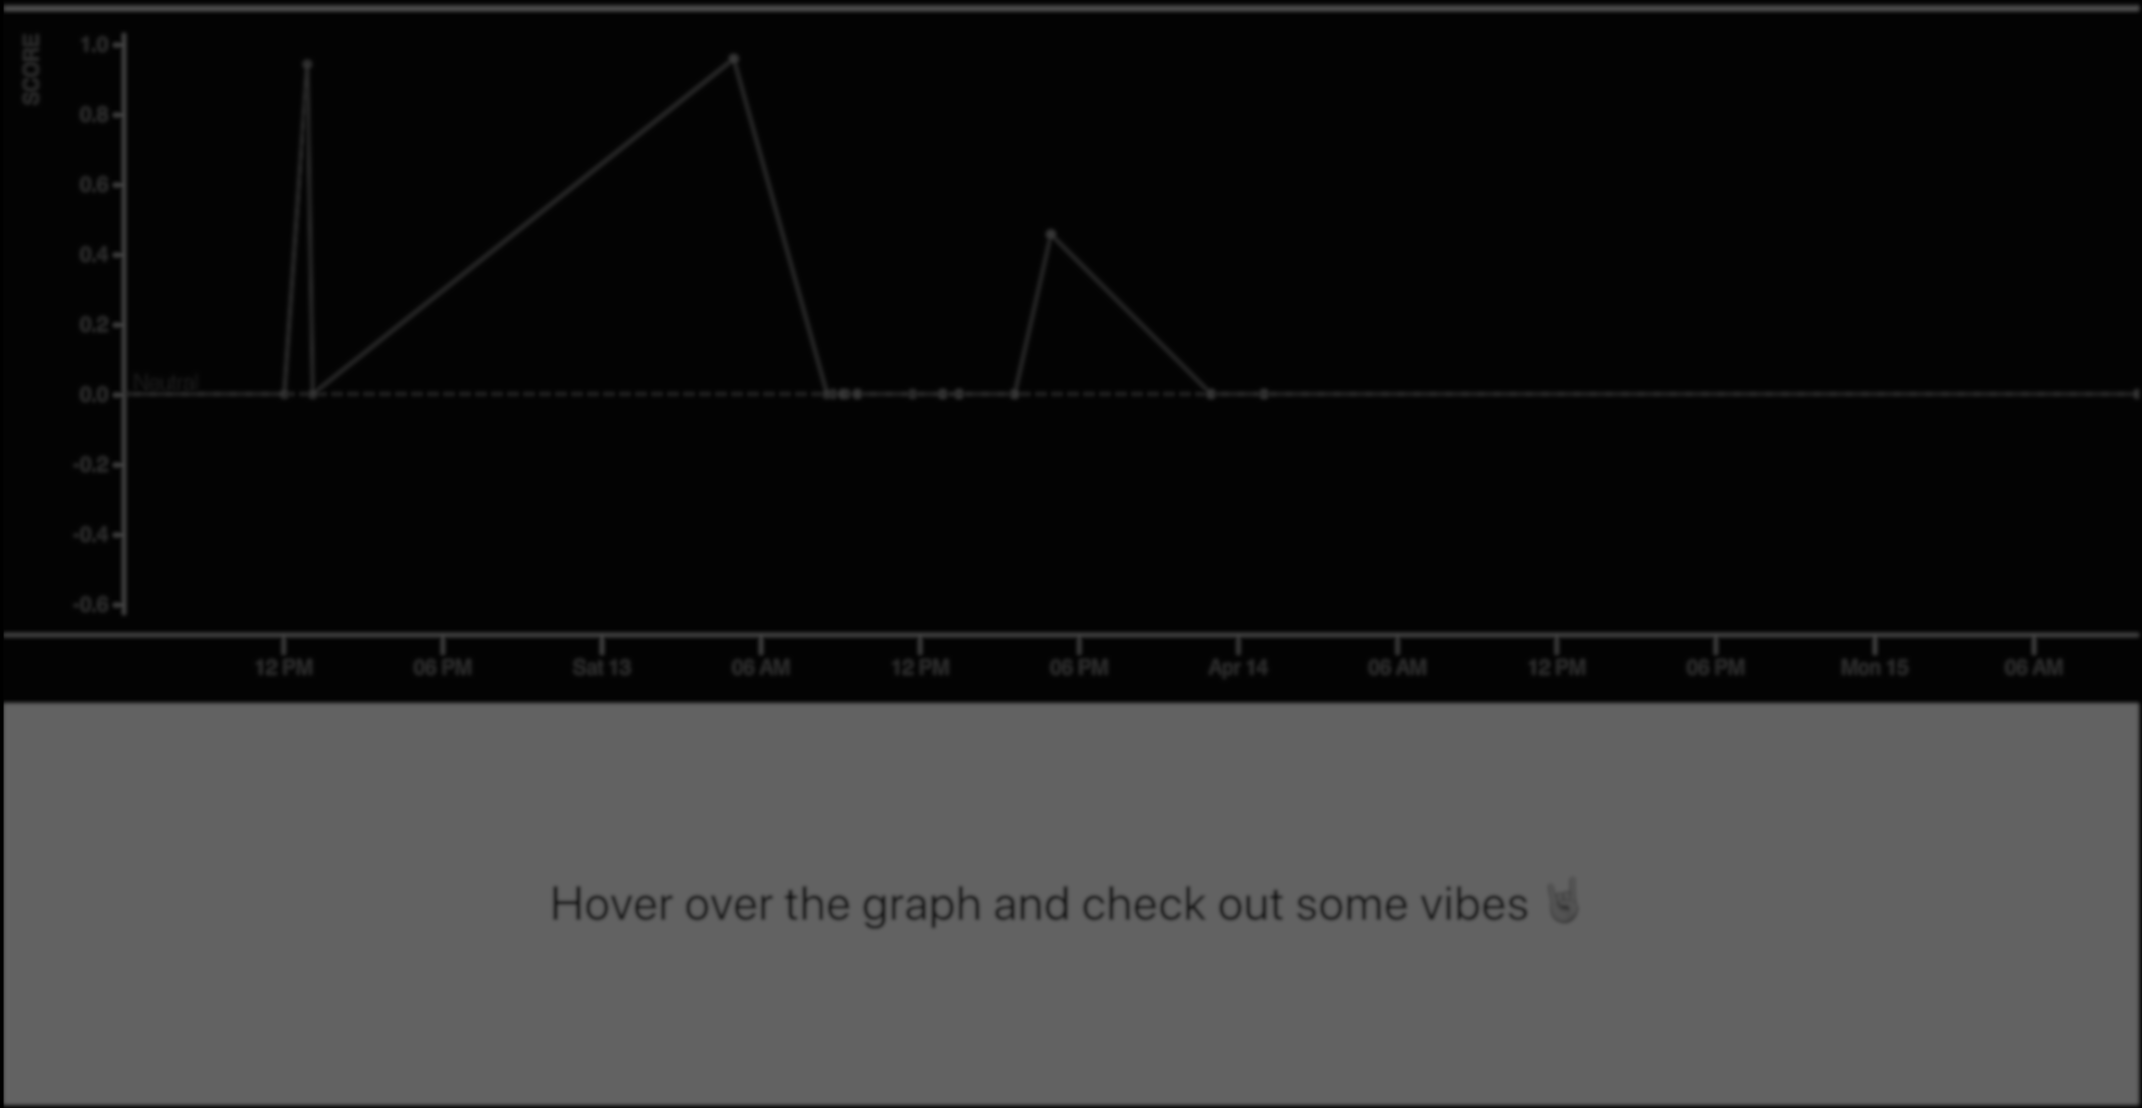 SCORE
1.0
0.8
0.6
0.4
0.2
Neutral
0.0
-0.2
-0.4
-0.6
12 PM 06 PM Sat 13 06 AM 12 PM 06 PM Apr 14 06 AM 12 PM 06 PM Mon 15 06 AM
Hover over the graph and check out some vibes 🤘